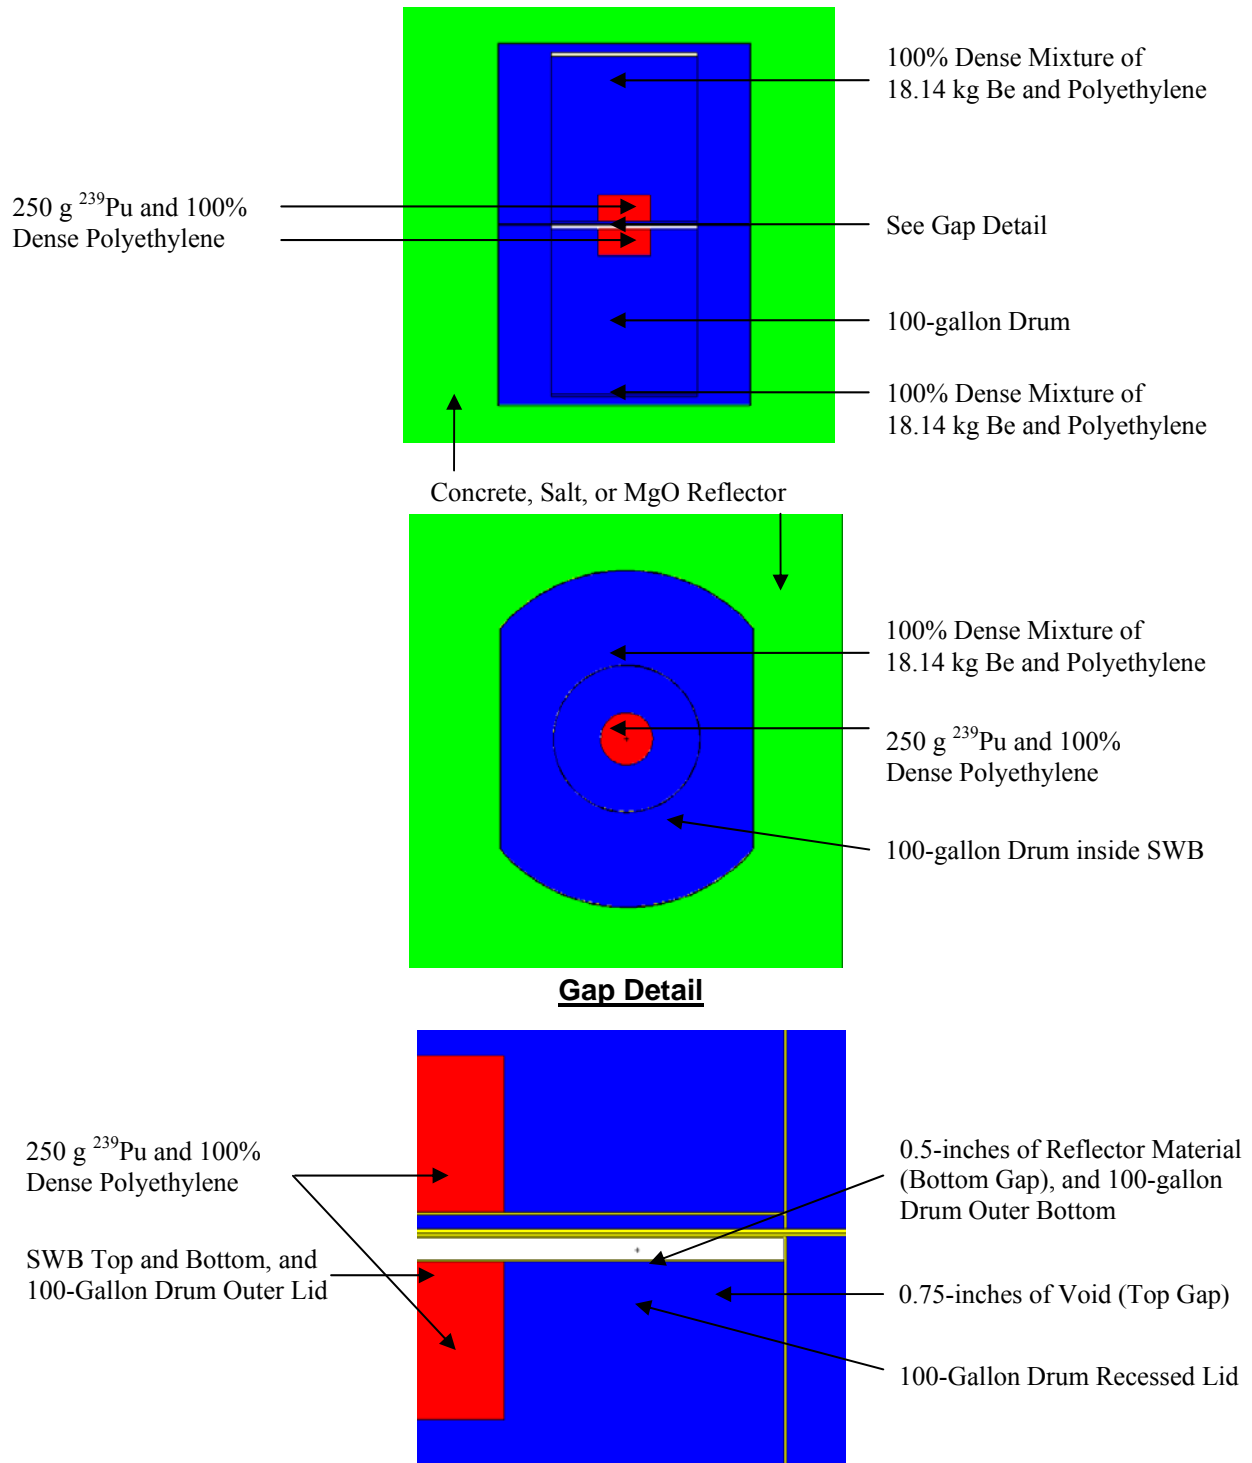 100% Dense Mixture of
18.14 kg Be and Polyethylene
250 g 239Pu and 100%
Dense Polyethylene
See Gap Detail
100-gallon Drum
100% Dense Mixture of
18.14 kg Be and Polyethylene
Concrete, Salt, or MgO Reflector
100% Dense Mixture of
18.14 kg Be and Polyethylene
250 g 239Pu and 100%
Dense Polyethylene
100-gallon Drum inside SWB
Gap Detail
250 g 239Pu and 100%
Dense Polyethylene
0.5-inches of Reflector Material
(Bottom Gap), and 100-gallon
Drum Outer Bottom
SWB Top and Bottom, and
100-Gallon Drum Outer Lid
0.75-inches of Void (Top Gap)
100-Gallon Drum Recessed Lid